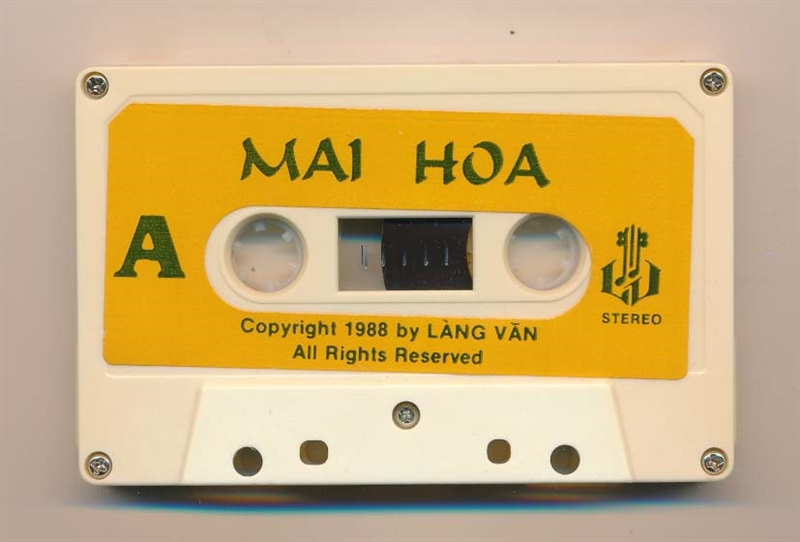 MAI HOA
A
STEREO
Copyright 1988 by LÀNG VĂN
All Rights Reserved